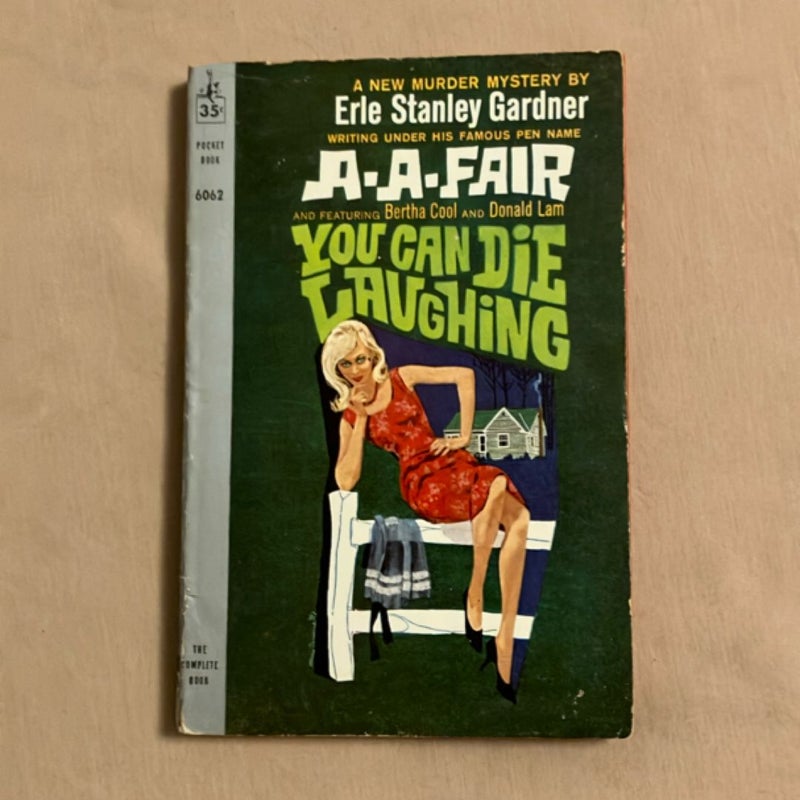 35¢
POCKET
BOOK
6062
THE
COMPLETE
BOOK
A NEW MURDER MYSTERY BY
Erle Stanley Gardner
WRITING UNDER HIS FAMOUS PEN NAME
A·A·FAIR
AND FEATURING Bertha Cool AND Donald Lam
YOU CAN DiE
LAUGHiNG